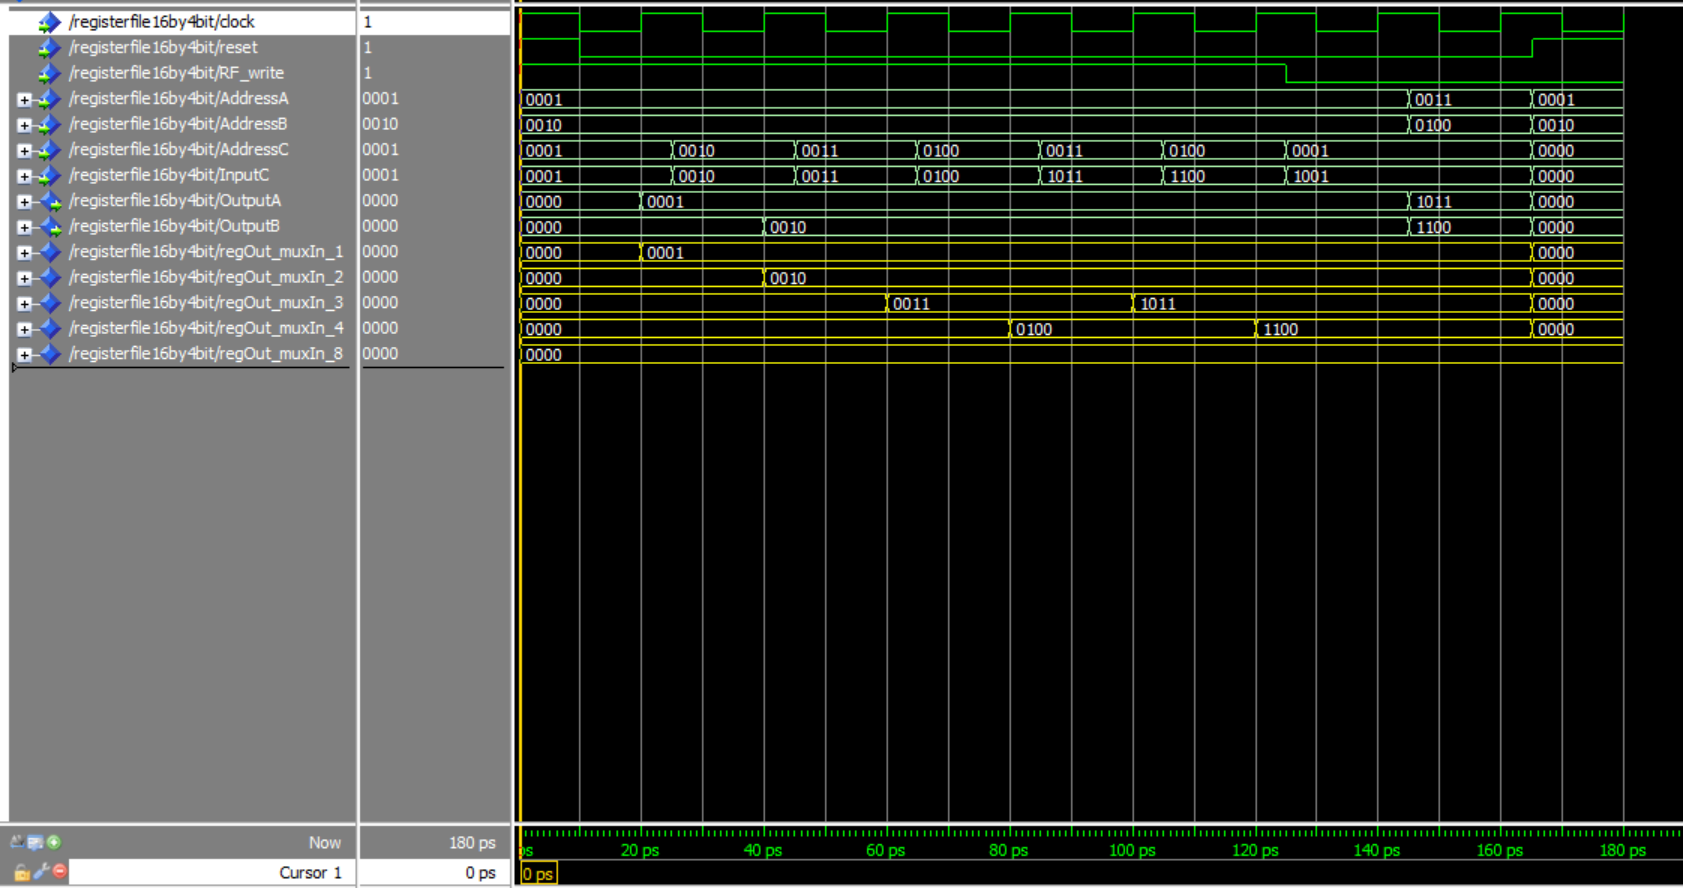 /registerfile16by4bit/clock 1
/registerfile16by4bit/reset 1
/registerfile16by4bit/RF_write 1
/registerfile16by4bit/AddressA 0001 0001 0011 0001
/registerfile16by4bit/AddressB 0010 0010 0100 0010
/registerfile16by4bit/AddressC 0001 0001 0010 0011 0100 0011 0100 0001 0000
/registerfile16by4bit/InputC 0001 0001 0010 0011 0100 1011 1100 1001 0000
/registerfile16by4bit/OutputA 0000 0000 0001 1011 0000
/registerfile16by4bit/OutputB 0000 0000 0010 1100 0000
/registerfile16by4bit/regOut_muxIn_1 0000 0000 0001 0000
/registerfile16by4bit/regOut_muxIn_2 0000 0000 0010 0000
/registerfile16by4bit/regOut_muxIn_3 0000 0000 0011 1011 0000
/registerfile16by4bit/regOut_muxIn_4 0000 0000 0100 1100 0000
/registerfile16by4bit/regOut_muxIn_8 0000 0000
Now 180 ps ps 20 ps 40 ps 60 ps 80 ps 100 ps 120 ps 140 ps 160 ps 180 ps
Cursor 1 0 ps 0 ps